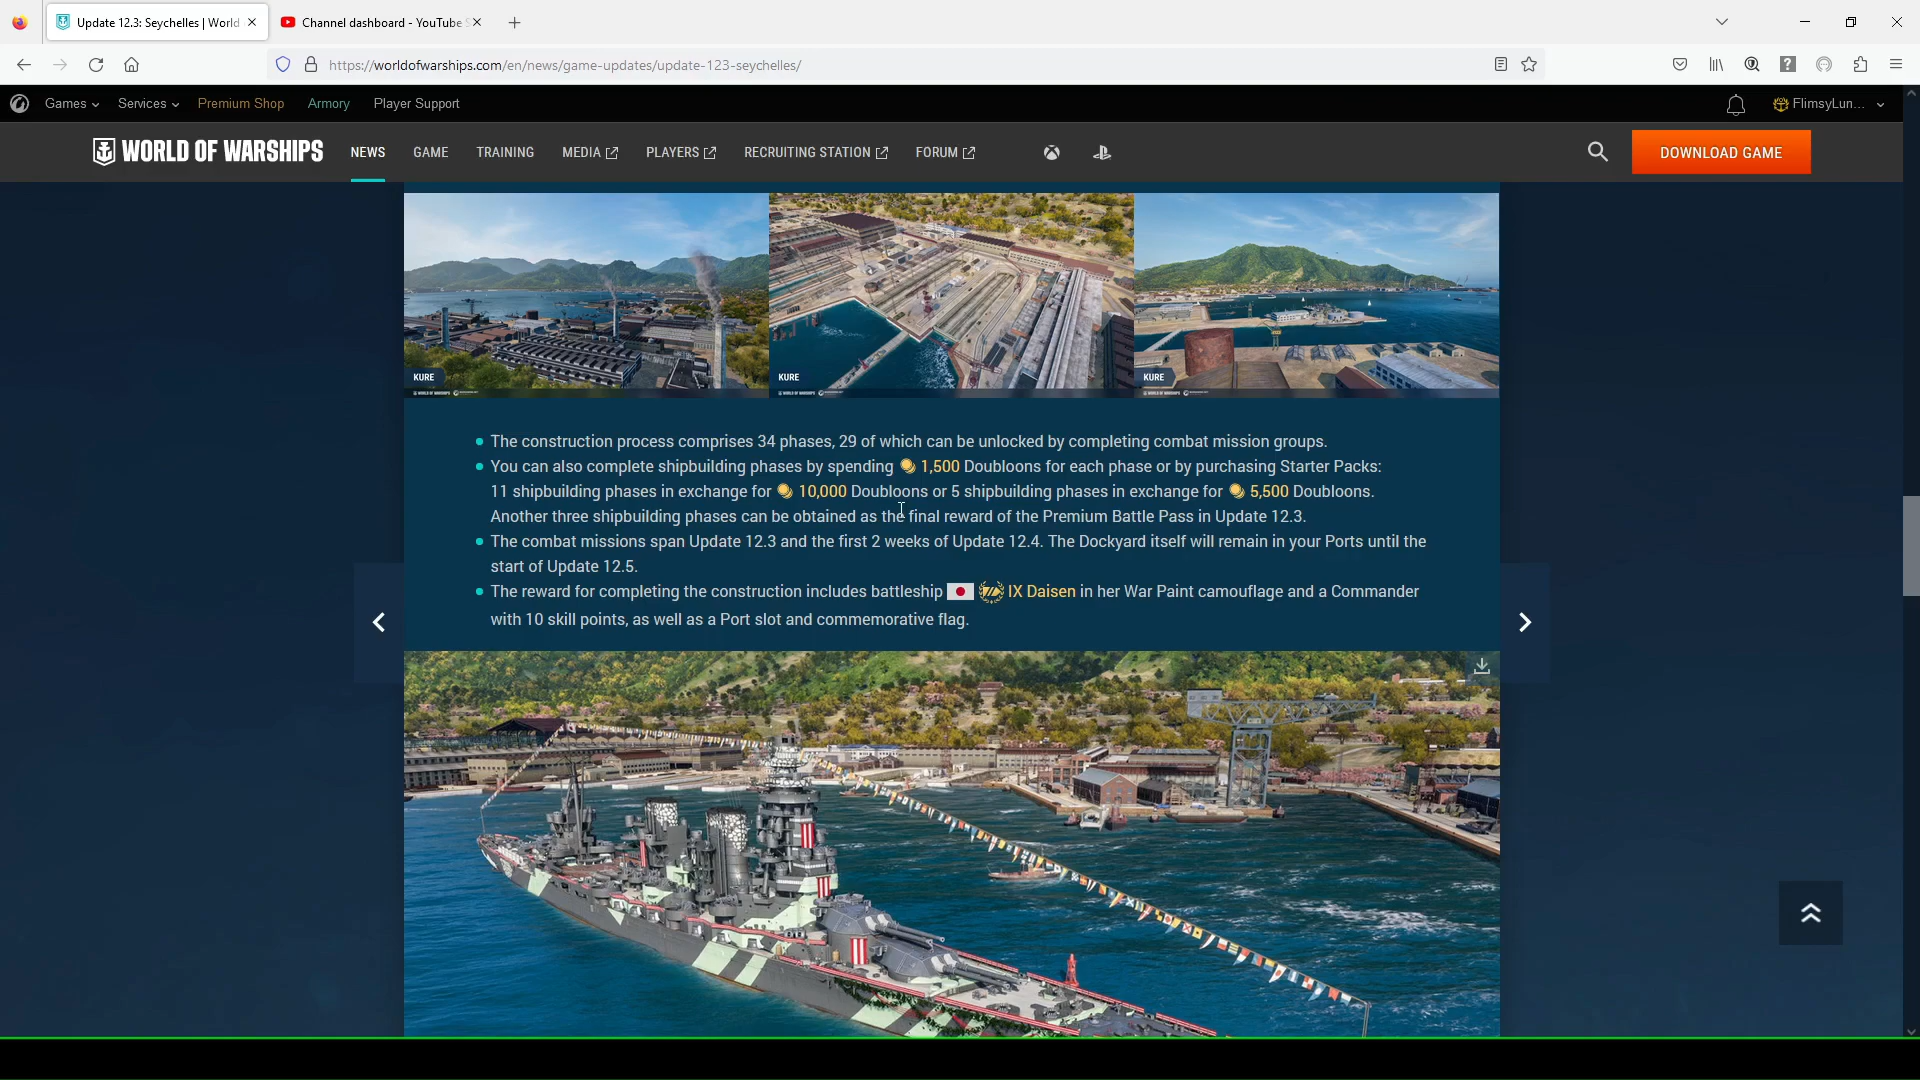 Update 12.3: Seychelles | World
Channel dashboard - YouTube S
https://worldofwarships.com/en/news/game-updates/update-123-seychelles/
Games Services Premium Shop Armory Player Support
FlimsyLun...
WORLD OF WARSHIPS NEWS GAME TRAINING MEDIA PLAYERS RECRUITING STATION FORUM DOWNLOAD GAME
KURE KURE KURE
The construction process comprises 34 phases, 29 of which can be unlocked by completing combat mission groups.
You can also complete shipbuilding phases by spending 1,500 Doubloons for each phase or by purchasing Starter Packs:
11 shipbuilding phases in exchange for 10,000 Doubloons or 5 shipbuilding phases in exchange for 5,500 Doubloons.
Another three shipbuilding phases can be obtained as the final reward of the Premium Battle Pass in Update 12.3.
The combat missions span Update 12.3 and the first 2 weeks of Update 12.4. The Dockyard itself will remain in your Ports until the
start of Update 12.5.
The reward for completing the construction includes battleship IX Daisen in her War Paint camouflage and a Commander
with 10 skill points, as well as a Port slot and commemorative flag.